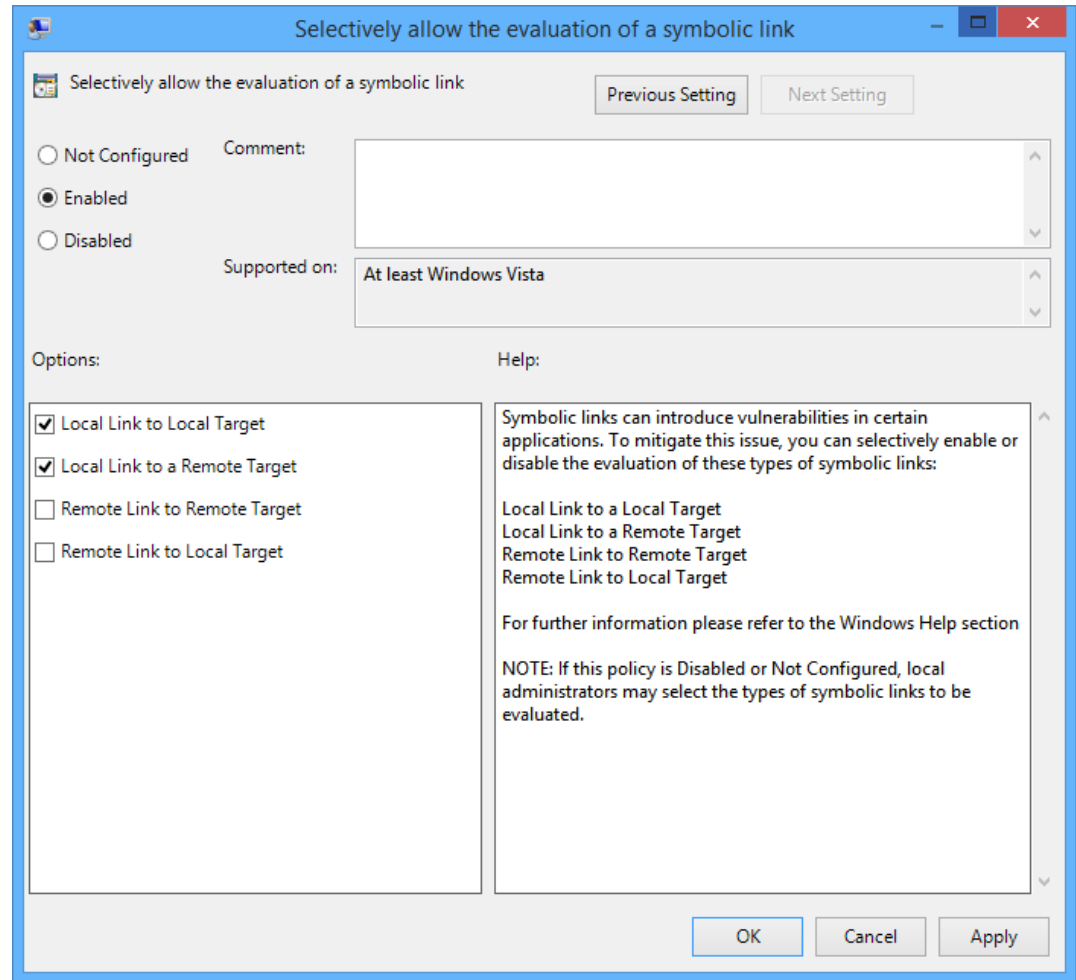 Selectively allow the evaluation of a symbolic link
Selectively allow the evaluation of a symbolic link
Previous Setting
Next Setting
Not Configured
Comment:
Enabled
Disabled
Supported on:
At least Windows Vista
Options:
Help:
Local Link to Local Target
Local Link to a Remote Target
Remote Link to Remote Target
Remote Link to Local Target
Symbolic links can introduce vulnerabilities in certain
applications. To mitigate this issue, you can selectively enable or
disable the evaluation of these types of symbolic links:
Local Link to a Local Target
Local Link to a Remote Target
Remote Link to Remote Target
Remote Link to Local Target
For further information please refer to the Windows Help section
NOTE: If this policy is Disabled or Not Configured, local
administrators may select the types of symbolic links to be
evaluated.
OK
Cancel
Apply